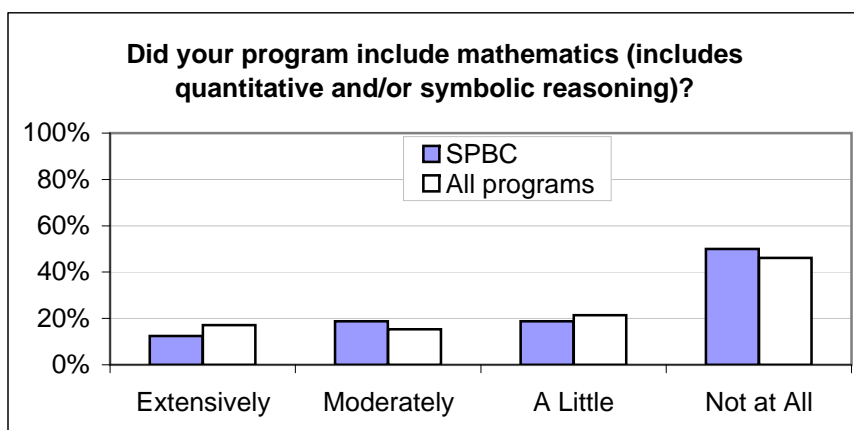 Did your program include mathematics (includes
quantitative and/or symbolic reasoning)?
100%
80%
60%
40%
20%
0%
SPBC
All programs
Extensively
Moderately
A Little
Not at All